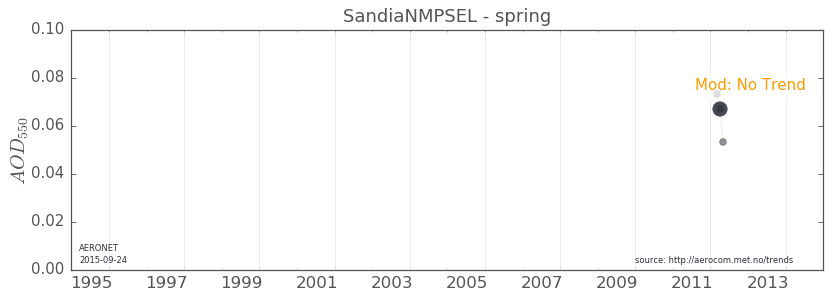 SandiaNMPSEL - spring
0.10
0.08
0.06
0.04
0.02
0.00
AOD550
Mod: No Trend
AERONET
2015-09-24
source: http://aerocom.met.no/trends
1995 1997 1999 2001 2003 2005 2007 2009 2011 2013